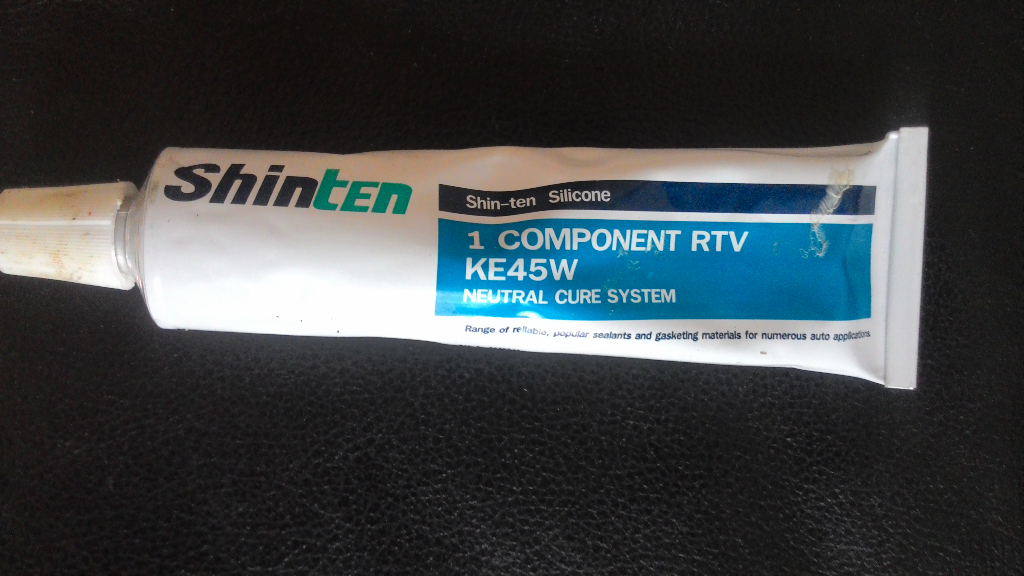 Shinten
Shin-ten Silicone
1 COMPONENT RTV
KE45W
NEUTRAL CURE SYSTEM
Range of reliable, popular sealants and gasketing materials for numerous auto applications